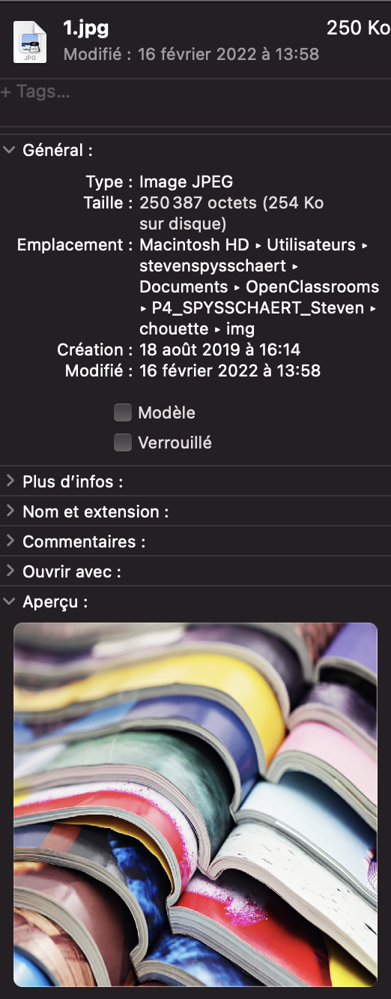 1.jpg
250 Ko
JPG
Modifié : 16 février 2022 à 13:58
+ Tags...
Général :
Type : Image JPEG
Taille : 250 387 octets (254 Ko
sur disque)
Emplacement : Macintosh HD ▸ Utilisateurs ▸
stevenspysschaert ▸
Documents ▸ OpenClassrooms
▸ P4_SPYSSCHAERT_Steven ▸
chouette ▸ img
Création : 18 août 2019 à 16:14
Modifié : 16 février 2022 à 13:58
Modèle
Verrouillé
Plus d’infos :
Nom et extension :
Commentaires :
Ouvrir avec :
Aperçu :